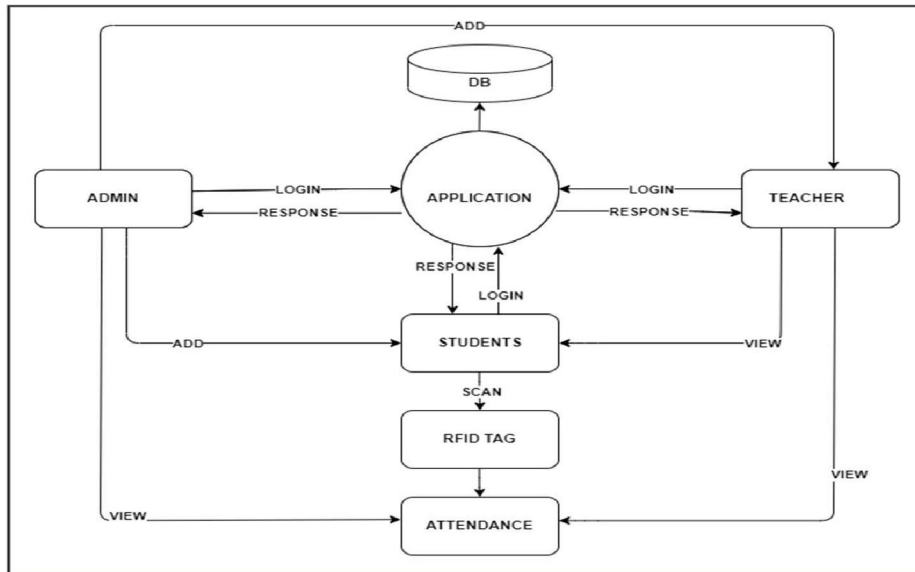 ADD
DB
ADMIN
LOGIN
APPLICATION
LOGIN
TEACHER
RESPONSE
RESPONSE
RESPONSE
LOGIN
ADD
STUDENTS
VIEW
SCAN
RFID TAG
VIEW
VIEW
ATTENDANCE